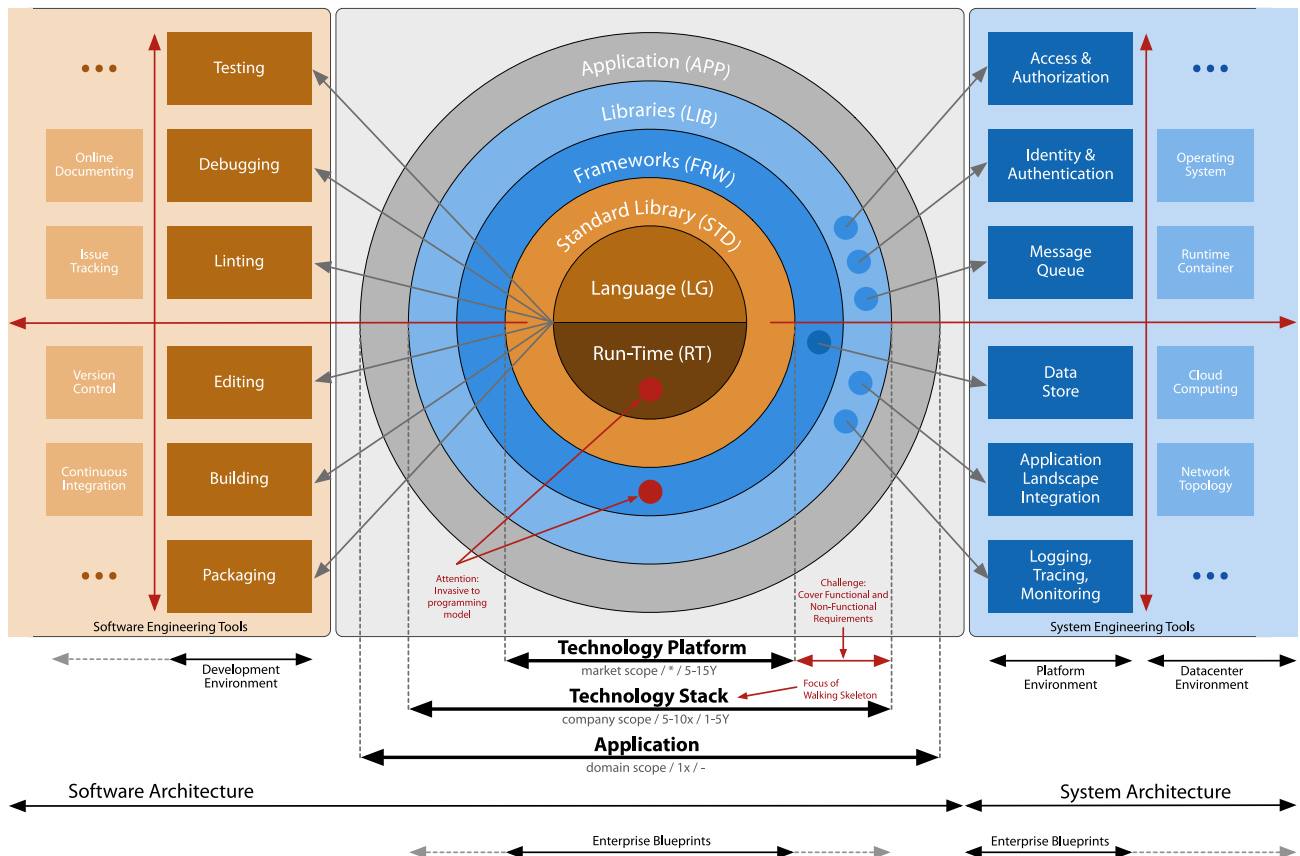 •••
Testing
Online
Documenting
Debugging
Issue
Tracking
Linting
Version
Control
Editing
Continuous
Integration
Building
•••
Packaging
Software Engineering Tools
Application (APP)
Libraries (LIB)
Frameworks (FRW)
Standard Library (STD)
Language (LG)
Run-Time (RT)
Attention:
Invasive to
programming
model
Challenge:
Cover Functional and
Non-Functional
Requirements
Access &
Authorization
•••
Identity &
Authentication
Operating
System
Message
Queue
Runtime
Container
Data
Store
Cloud
Computing
Application
Landscape
Integration
Network
Topology
Logging,
Tracing,
Monitoring
•••
System Engineering Tools
Development
Environment
Technology Platform
market scope / * / 5-15Y
Technology Stack
company scope / 5-10x / 1-5Y
Focus of
Walking Skeleton
Application
domain scope / 1x / -
Platform
Environment
Datacenter
Environment
Software Architecture
System Architecture
Enterprise Blueprints
Enterprise Blueprints